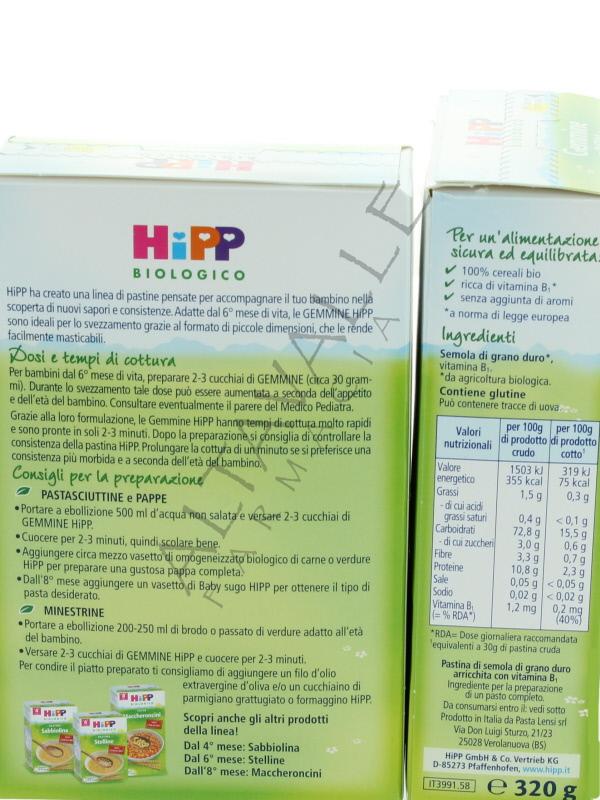 HiPP
BIOLOGICO
HiPP ha creato una linea di pastine pensate per accompagnare il tuo bambino nella
scoperta di nuovi sapori e consistenze. Adatte dal 6° mese di vita, le GEMMINE HiPP
sono ideali per lo svezzamento grazie al formato di piccole dimensioni, che le rende
facilmente masticabili.
Dosi e tempi di cottura
Per bambini dal 6° mese di vita, preparare 2-3 cucchiai di GEMMINE (circa 30 gram-
mi). Durante lo svezzamento tale dose può essere aumentata a seconda dell'appetito
e dell'età del bambino. Consultare eventualmente il parere del Medico Pediatra.
Grazie alla loro formulazione, le Gemmine HiPP hanno tempi di cottura molto rapidi
e sono pronte in soli 2-3 minuti. Dopo la preparazione si consiglia di controllare la
consistenza della pastina HiPP. Prolungare la cottura di un minuto se si preferisce una
consistenza più morbida e a seconda dell'età del bambino.
Consigli per la preparazione
PASTASCIUTTINE e PAPPE
•Portare a ebollizione 500 ml d'acqua non salata e versare 2-3 cucchiai di
GEMMINE HiPP.
•Cuocere per 2-3 minuti, quindi scolare bene.
•Aggiungere circa mezzo vasetto di omogeneizzato biologico di carne o verdure
HiPP per preparare una gustosa pappa completa.
•Dall'8° mese aggiungere un vasetto di Baby sugo HIPP per ottenere il tipo di
pasta desiderato.
MINESTRINE
•Portare a ebollizione 200-250 ml di brodo o passato di verdure adatto all'età
del bambino.
•Versare 2-3 cucchiai di GEMMINE HiPP e cuocere per 2-3 minuti.
Per condire il piatto preparato ti consigliamo di aggiungere un filo d'olio
extravergine d'oliva e/o un cucchiaino di
parmigiano grattugiato o formaggino HiPP.
Scopri anche gli altri prodotti
della linea!
Dal 4° mese: Sabbiolina
Dal 6° mese: Stelline
Dall'8° mese: Maccheroncini
HiPP
Sabbiolina
HiPP
Stelline
HiPP
Maccheroncini
ALTAVALLE
FARMACIA
HiPP
HiPP
Gemmine
Per un'alimentazione
sicura ed equilibrata:
✓ 100% cereali bio
✓ ricca di vitamina B₁*
✓ senza aggiunta di aromi
*a norma di legge europea
Ingredienti
Semola di grano duro*,
vitamina B₁.
*da agricoltura biologica.
Contiene glutine
Può contenere tracce di uova
Valori nutrizionali per 100g di prodotto crudo per 100g di prodotto cotto¹
Valore energetico 1503 kJ 355 kcal 319 kJ 75 kcal
Grassi 1,5 g 0,3 g
- di cui acidi grassi saturi 0,4 g < 0,1 g
Carboidrati 72,8 g 15,5 g
- di cui zuccheri 3,0 g 0,6 g
Fibre 3,3 g 0,7 g
Proteine 10,8 g 2,3 g
Sale 0,05 g < 0,05 g
Sodio 0,02 g < 0,02 g
Vitamina B₁ 1,2 mg 0,2 mg
(= % RDA*) (40%)
*RDA= Dose giornaliera raccomandata
¹equivalenti a 30g di pastina cruda
Pastina di semola di grano duro
arricchita con vitamina B₁
Ingrediente per la preparazione
di un pasto completo.
Da consumarsi entro il: vedi sotto
Prodotto in Italia da Pasta Lensi srl
Via Don Luigi Sturzo, 21/23
25028 Verolanuova (BS)
HiPP GmbH & Co. Vertrieb KG
D-85273 Pfaffenhofen, www.hipp.it
IT3991.58
e 320 g